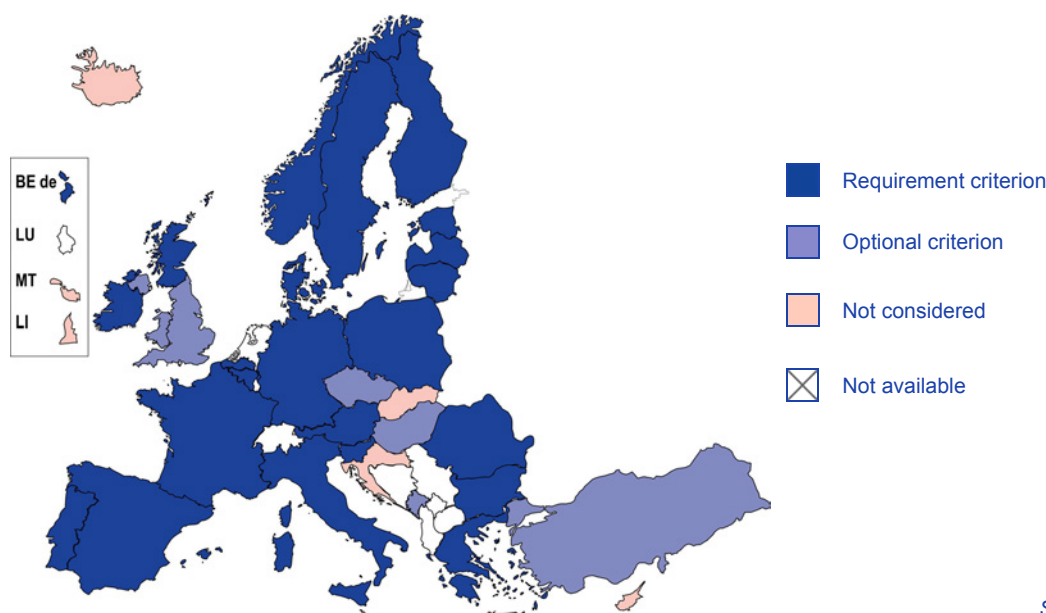 BE de
LU
MT
LI
Requirement criterion
Optional criterion
Not considered
Not available